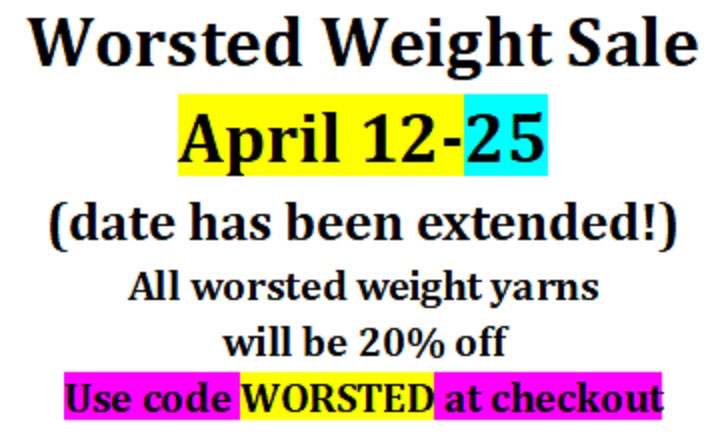 Worsted Weight Sale
April 12-25
(date has been extended!)
All worsted weight yarns
will be 20% off
Use code WORSTED at checkout